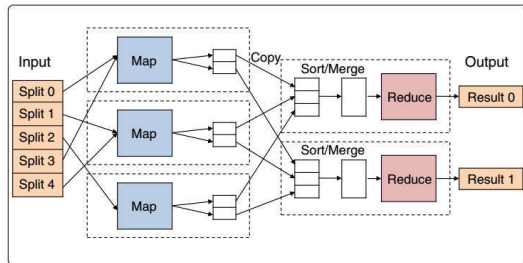 Input
Split 0
Split 1
Split 2
Split 3
Split 4
Map
Map
Map
Copy
Sort/Merge
Reduce
Sort/Merge
Reduce
Output
Result 0
Result 1